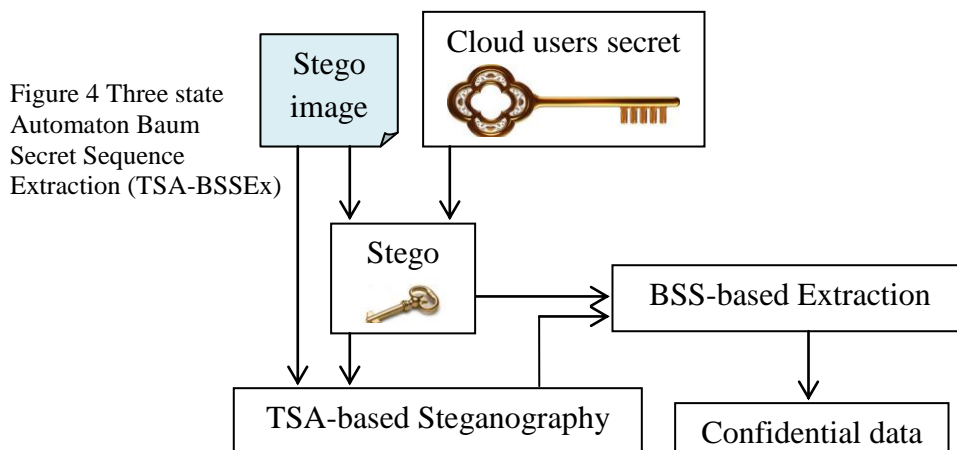 Figure 4 Three state
Automaton Baum
Secret Sequence
Extraction (TSA-BSSEx)
Stego
image
Cloud users secret
Stego
BSS-based Extraction
TSA-based Steganography
Confidential data